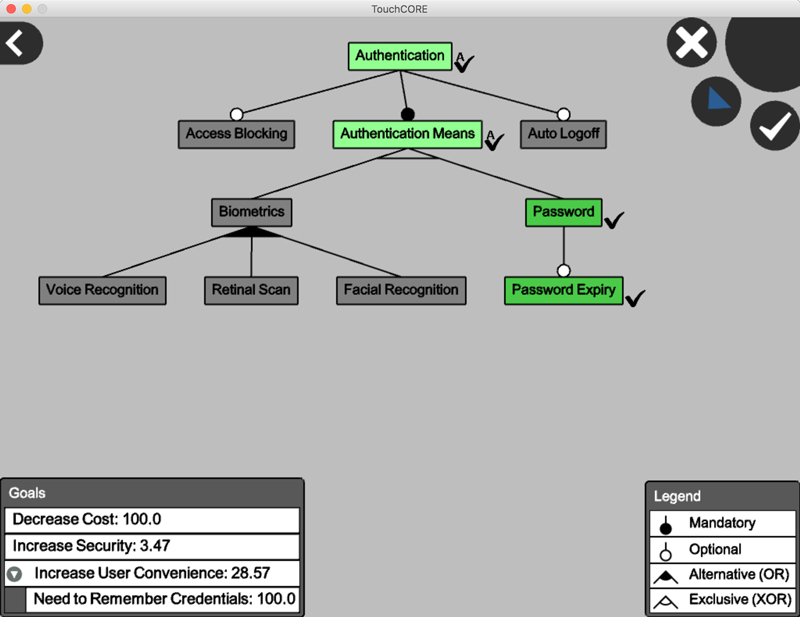 TouchCORE
Authentication
A
Access Blocking
Authentication Means
A
Auto Logoff
Biometrics
Password
Voice Recognition
Retinal Scan
Facial Recognition
Password Expiry
Goals
Decrease Cost: 100.0
Increase Security: 3.47
Increase User Convenience: 28.57
Need to Remember Credentials: 100.0
Legend
Mandatory
Optional
Alternative (OR)
Exclusive (XOR)